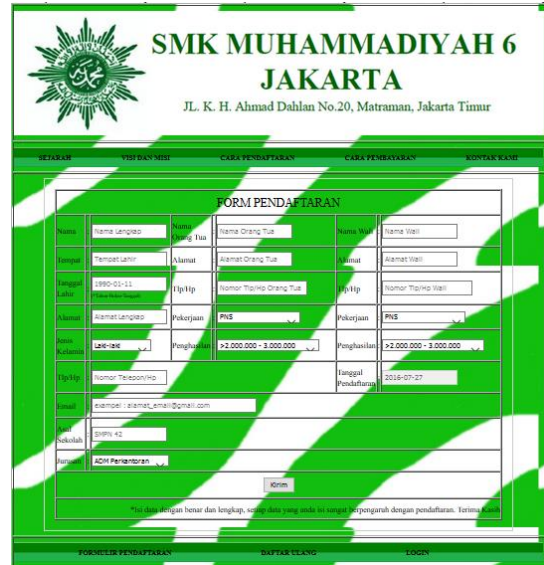 SMK MUHAMMADIYAH 6
JAKARTA
JL. K. H. Ahmad Dahlan No.20, Matraman, Jakarta Timur
SEJARAH VISI DAN MISI CARA PENDAFTARAN CARA PEMBAYARAN KONTAK KAMI
FORM PENDAFTARAN
Nama : Nama Lengkap Nama Orang Tua : Nama Orang Tua Nama Wali : Nama Wali
Tempat : Tempat Lahir Alamat : Alamat Orang Tua Alamat : Alamat Wali
Tanggal Lahir : 1990-01-11 Tlp/Hp : Nomor Tlp/Hp Orang Tua Tlp/Hp : Nomor Tlp/Hp Wali
Alamat : Alamat Lengkap Pekerjaan : PNS Pekerjaan : PNS
Jenis Kelamin : Laki-laki Penghasilan : >2.000.000 - 3.000.000 Penghasilan : >2.000.000 - 3.000.000
Tlp/Hp : Nomor Telepon/Hp Tanggal Pendaftaran : 2016-07-27
Email : exampel : alamat_email@gmail.com
Asal Sekolah : SMPN 42
Jurusan : ADM Perkantoran
Kirim
*Isi data dengan benar dan lengkap, setiap data yang anda isi sangat berpengaruh dengan pendaftaran. Terima Kasih
FORMULIR PENDAFTARAN DAFTAR ULANG LOGIN